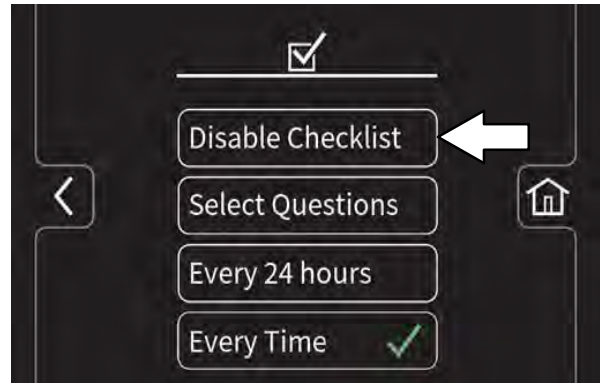 Disable Checklist
Select Questions
Every 24 hours
Every Time